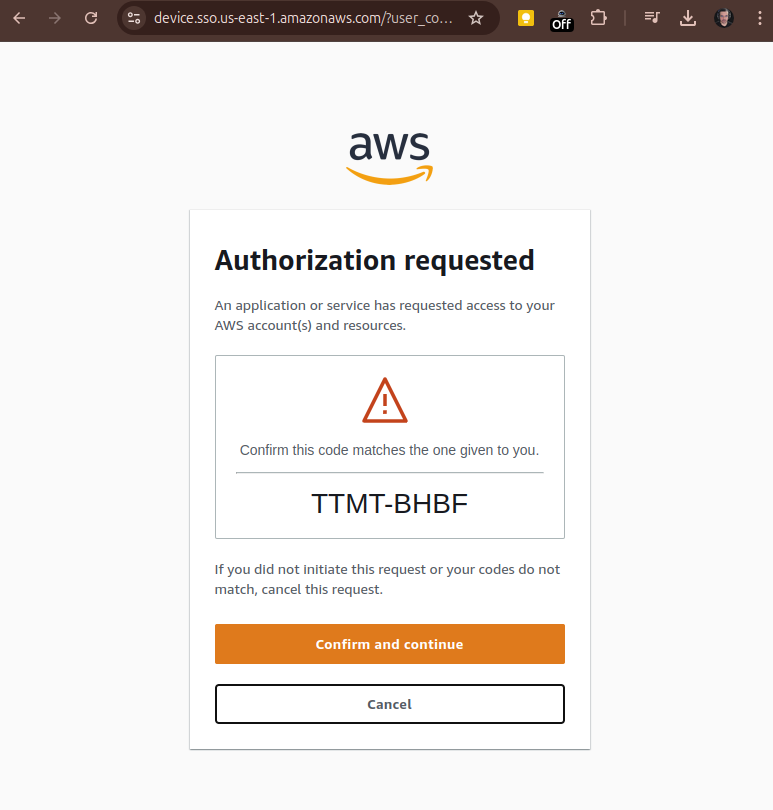 device.sso.us-east-1.amazonaws.com/?user_co...
Off
aws
Authorization requested
An application or service has requested access to your
AWS account(s) and resources.
Confirm this code matches the one given to you.
TTMT-BHBF
If you did not initiate this request or your codes do not
match, cancel this request.
Confirm and continue
Cancel